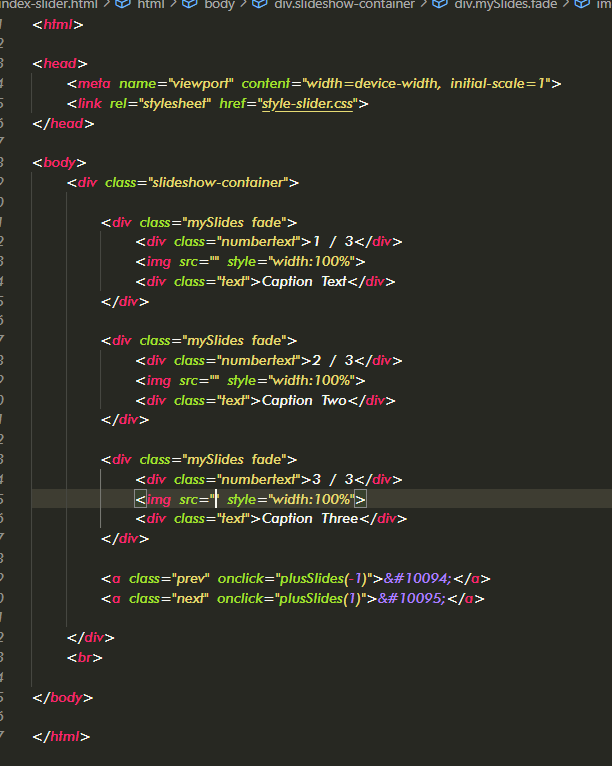 index-slider.html > html > body > div.slideshow-container > div.mySlides.fade > im
<html>
<head>
<meta name="viewport" content="width=device-width, initial-scale=1">
<link rel="stylesheet" href="style-slider.css">
</head>
<body>
<div class="slideshow-container">
<div class="mySlides fade">
<div class="numbertext">1 / 3</div>
<img src="" style="width:100%">
<div class="text">Caption Text</div>
</div>
<div class="mySlides fade">
<div class="numbertext">2 / 3</div>
<img src="" style="width:100%">
<div class="text">Caption Two</div>
</div>
<div class="mySlides fade">
<div class="numbertext">3 / 3</div>
<img src="" style="width:100%">
<div class="text">Caption Three</div>
</div>
<a class="prev" onclick="plusSlides(-1)">&#10094;</a>
<a class="next" onclick="plusSlides(1)">&#10095;</a>
</div>
<br>
</body>
</html>